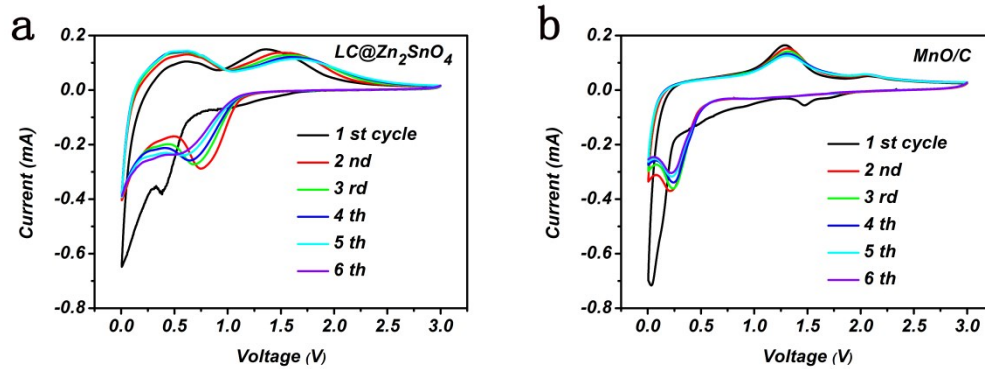 a
LC@Zn₂SnO₄
0.2
0.0
-0.2
-0.4
-0.6
-0.8
Current (mA)
1 st cycle
2 nd
3 rd
4 th
5 th
6 th
0.0 0.5 1.0 1.5 2.0 2.5 3.0
Voltage (V)
b
MnO/C
0.2
0.0
-0.2
-0.4
-0.6
-0.8
Current (mA)
1 st cycle
2 nd
3 rd
4 th
5 th
6 th
0.0 0.5 1.0 1.5 2.0 2.5 3.0
Voltage (V)